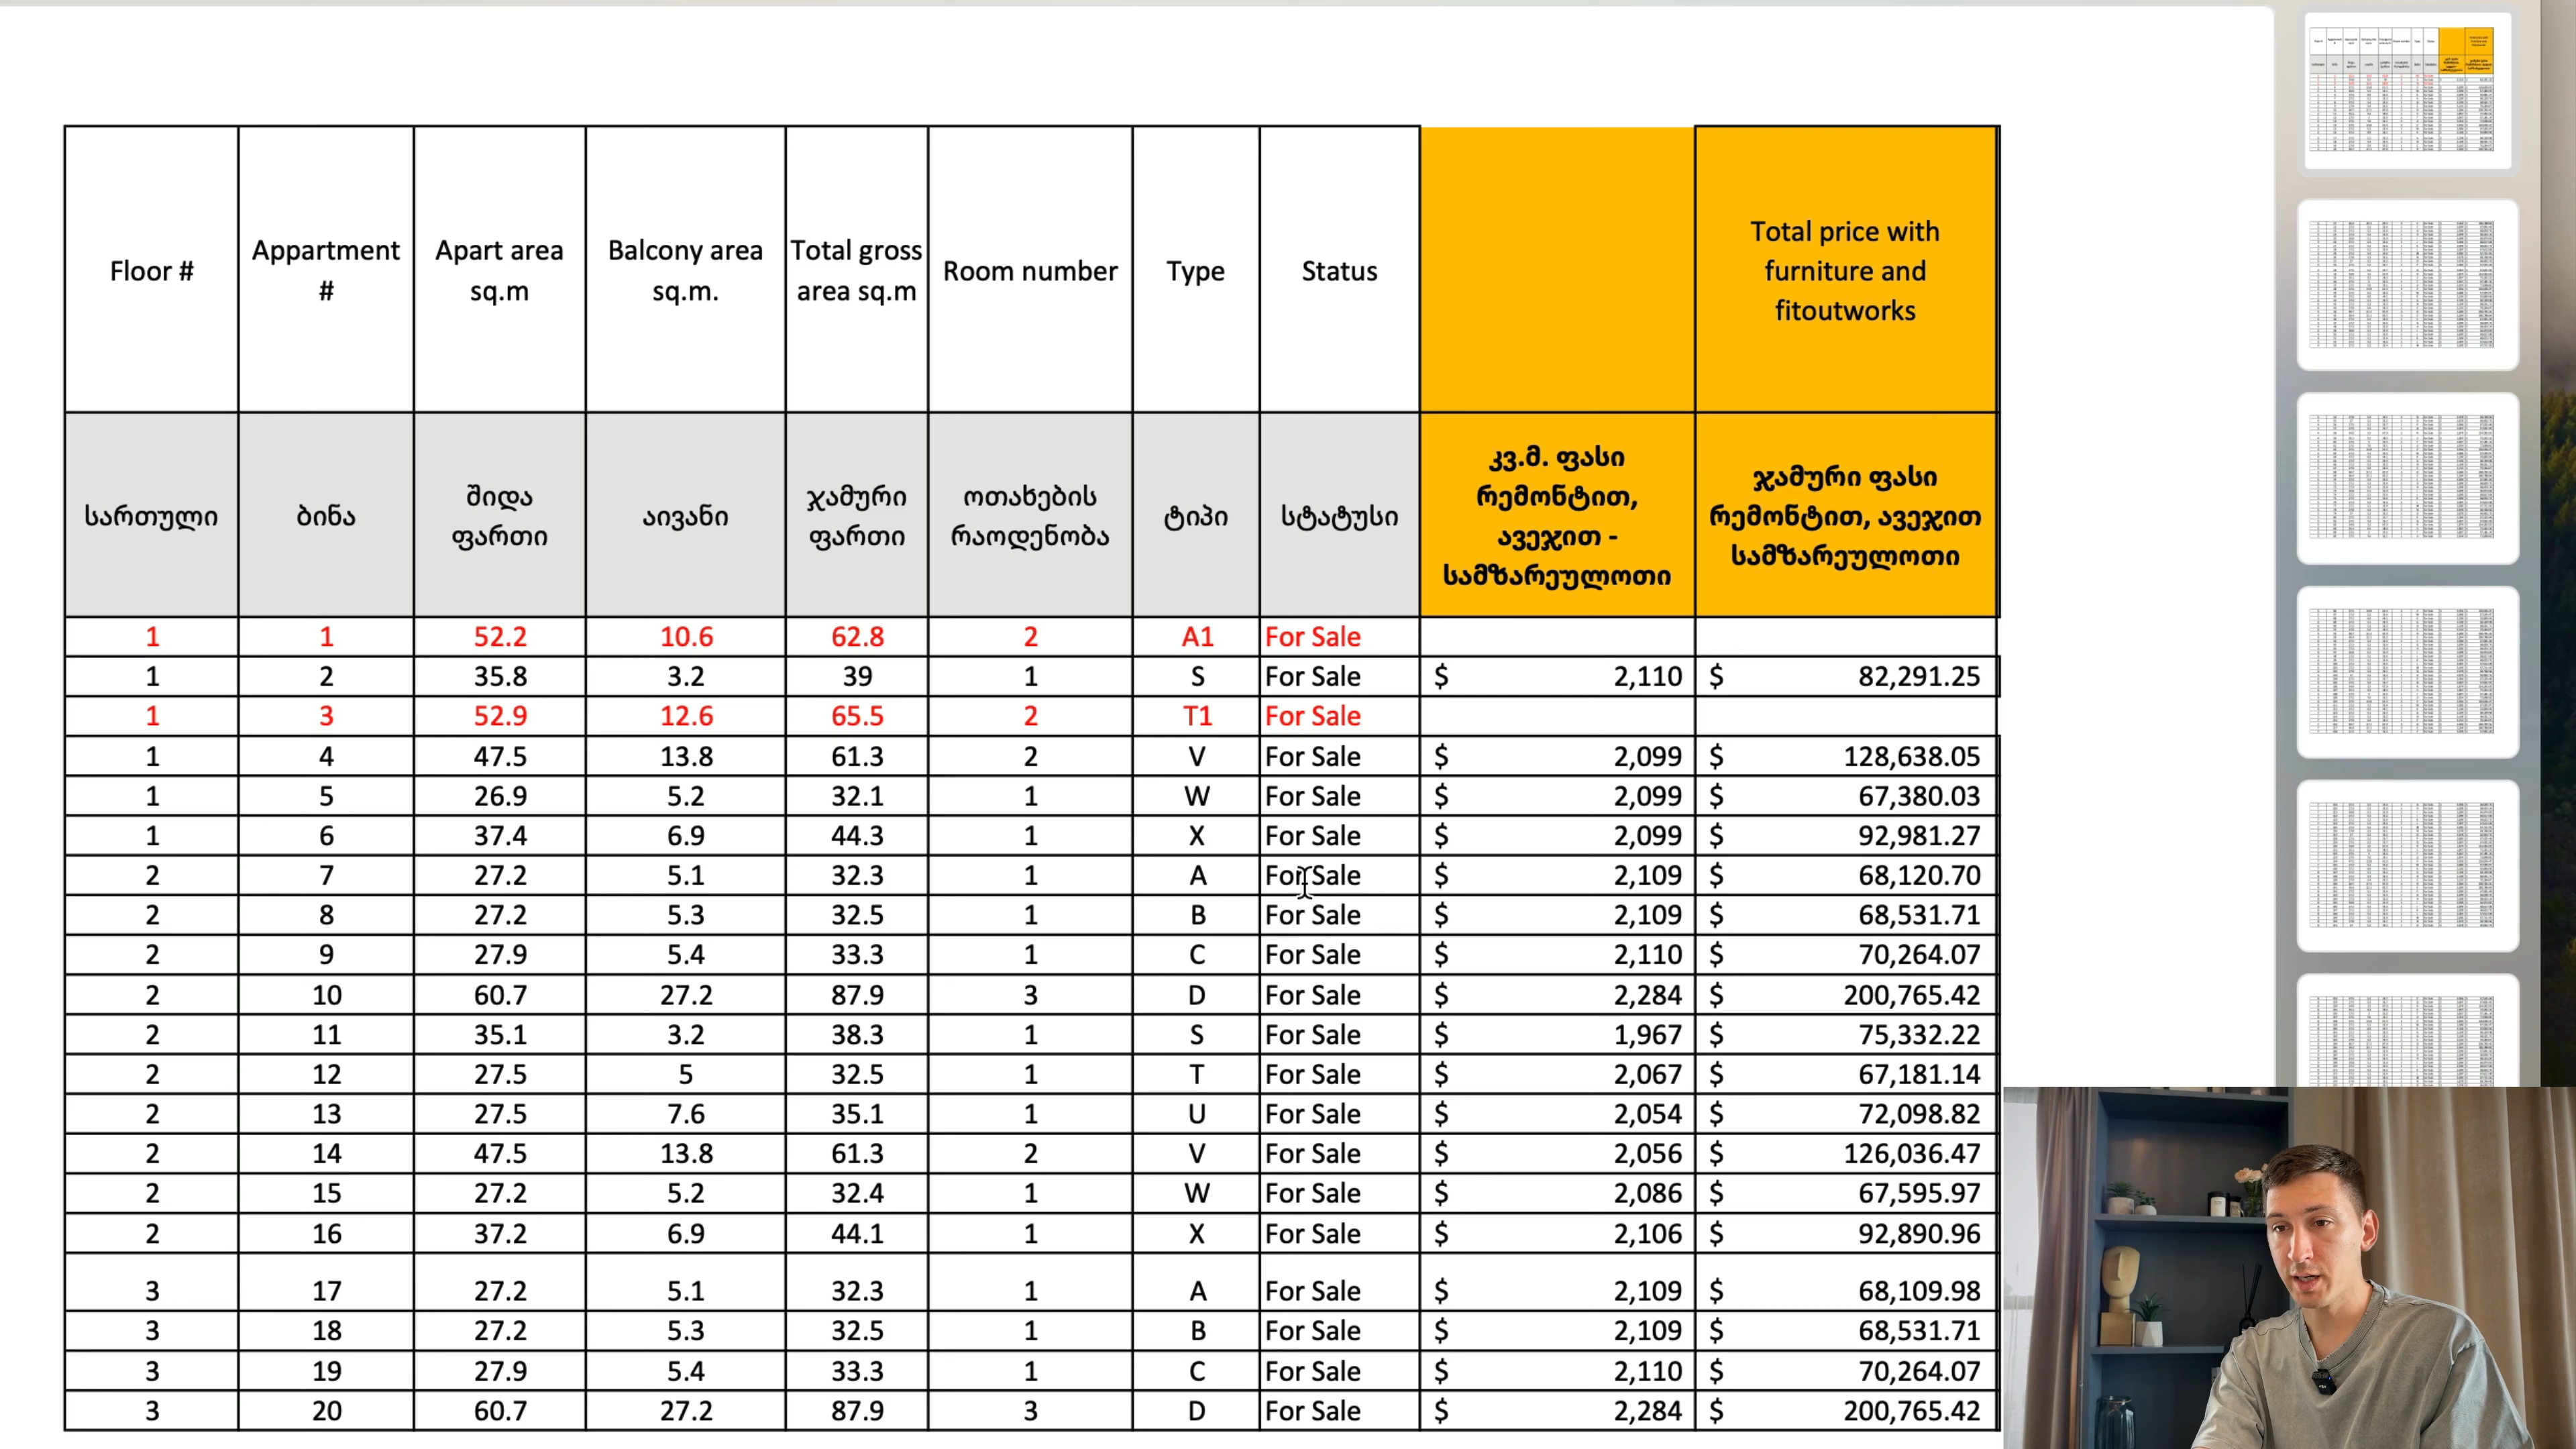 Floor # Appartment # Apart area sq.m Balcony area sq.m. Total gross area sq.m Room number Type Status Total price with furniture and fitoutworks
სართული ბინა შიდა ფართი აივანი ჯამური ფართი ოთახების რაოდენობა ტიპი სტატუსი კვ.მ. ფასი რემონტით, ავეჯით - სამზარეულოთი ჯამური ფასი რემონტით, ავეჯით სამზარეულოთი
1 1 52.2 10.6 62.8 2 A1 For Sale
1 2 35.8 3.2 39 1 S For Sale $ 2,110 $ 82,291.25
1 3 52.9 12.6 65.5 2 T1 For Sale
1 4 47.5 13.8 61.3 2 V For Sale $ 2,099 $ 128,638.05
1 5 26.9 5.2 32.1 1 W For Sale $ 2,099 $ 67,380.03
1 6 37.4 6.9 44.3 1 X For Sale $ 2,099 $ 92,981.27
2 7 27.2 5.1 32.3 1 A For Sale $ 2,109 $ 68,120.70
2 8 27.2 5.3 32.5 1 B For Sale $ 2,109 $ 68,531.71
2 9 27.9 5.4 33.3 1 C For Sale $ 2,110 $ 70,264.07
2 10 60.7 27.2 87.9 3 D For Sale $ 2,284 $ 200,765.42
2 11 35.1 3.2 38.3 1 S For Sale $ 1,967 $ 75,332.22
2 12 27.5 5 32.5 1 T For Sale $ 2,067 $ 67,181.14
2 13 27.5 7.6 35.1 1 U For Sale $ 2,054 $ 72,098.82
2 14 47.5 13.8 61.3 2 V For Sale $ 2,056 $ 126,036.47
2 15 27.2 5.2 32.4 1 W For Sale $ 2,086 $ 67,595.97
2 16 37.2 6.9 44.1 1 X For Sale $ 2,106 $ 92,890.96
3 17 27.2 5.1 32.3 1 A For Sale $ 2,109 $ 68,109.98
3 18 27.2 5.3 32.5 1 B For Sale $ 2,109 $ 68,531.71
3 19 27.9 5.4 33.3 1 C For Sale $ 2,110 $ 70,264.07
3 20 60.7 27.2 87.9 3 D For Sale $ 2,284 $ 200,765.42